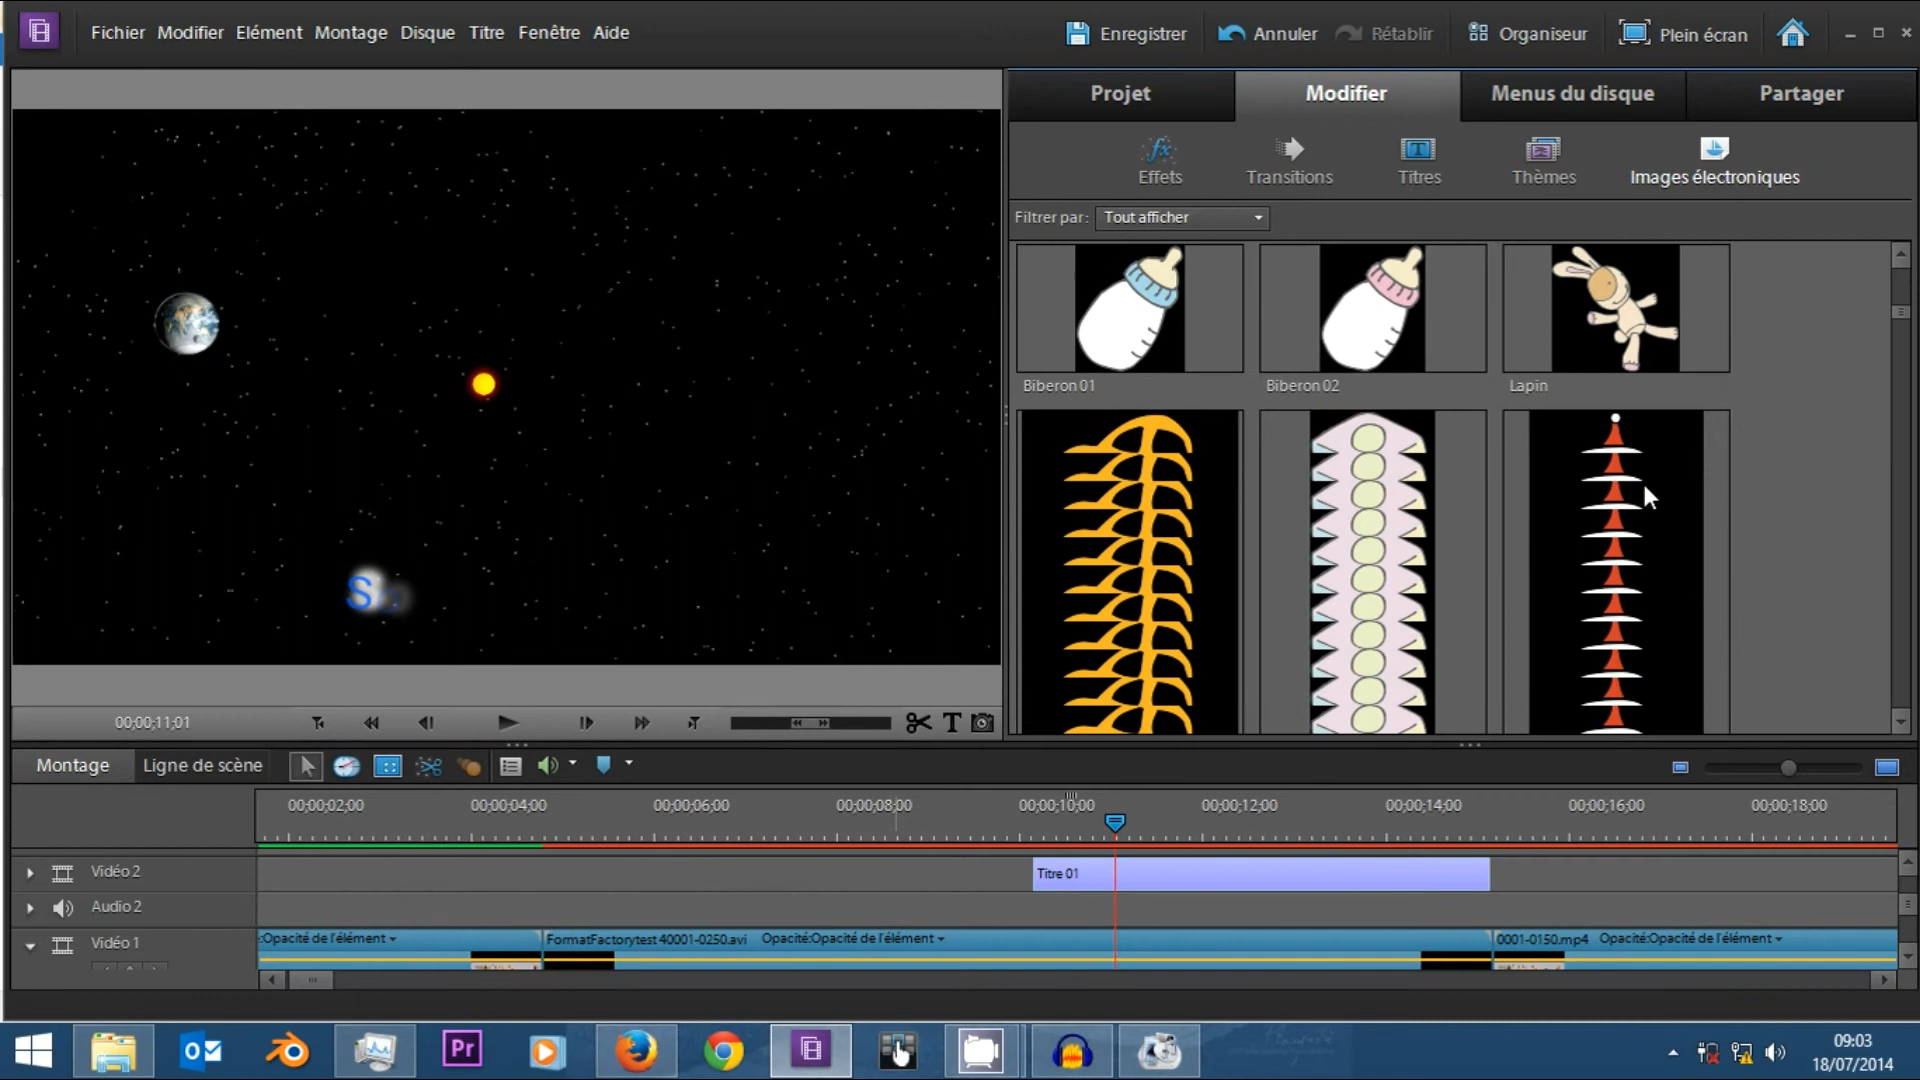 Fichier Modifier Elément Montage Disque Titre Fenêtre Aide
Enregistrer Annuler Rétablir Organiseur Plein écran
Projet Modifier Menus du disque Partager
fx T
Effets Transitions Titres Thèmes Images électroniques
Filtrer par: Tout afficher
Biberon 01 Biberon 02 Lapin
S
00;00;11;01
T
Montage Ligne de scène
00;00;02;00 00;00;04;00 00;00;06;00 00;00;08;00 00;00;10;00 00;00;12;00 00;00;14;00 00;00;16;00 00;00;18;00
Vidéo 2 Titre 01
Audio 2
Vidéo 1 :Opacité de l'élément FormatFactorytest 40001-0250.avi Opacité:Opacité de l'élément 0001-0150.mp4 Opacité:Opacité de l'élément
Pr
09:03
18/07/2014